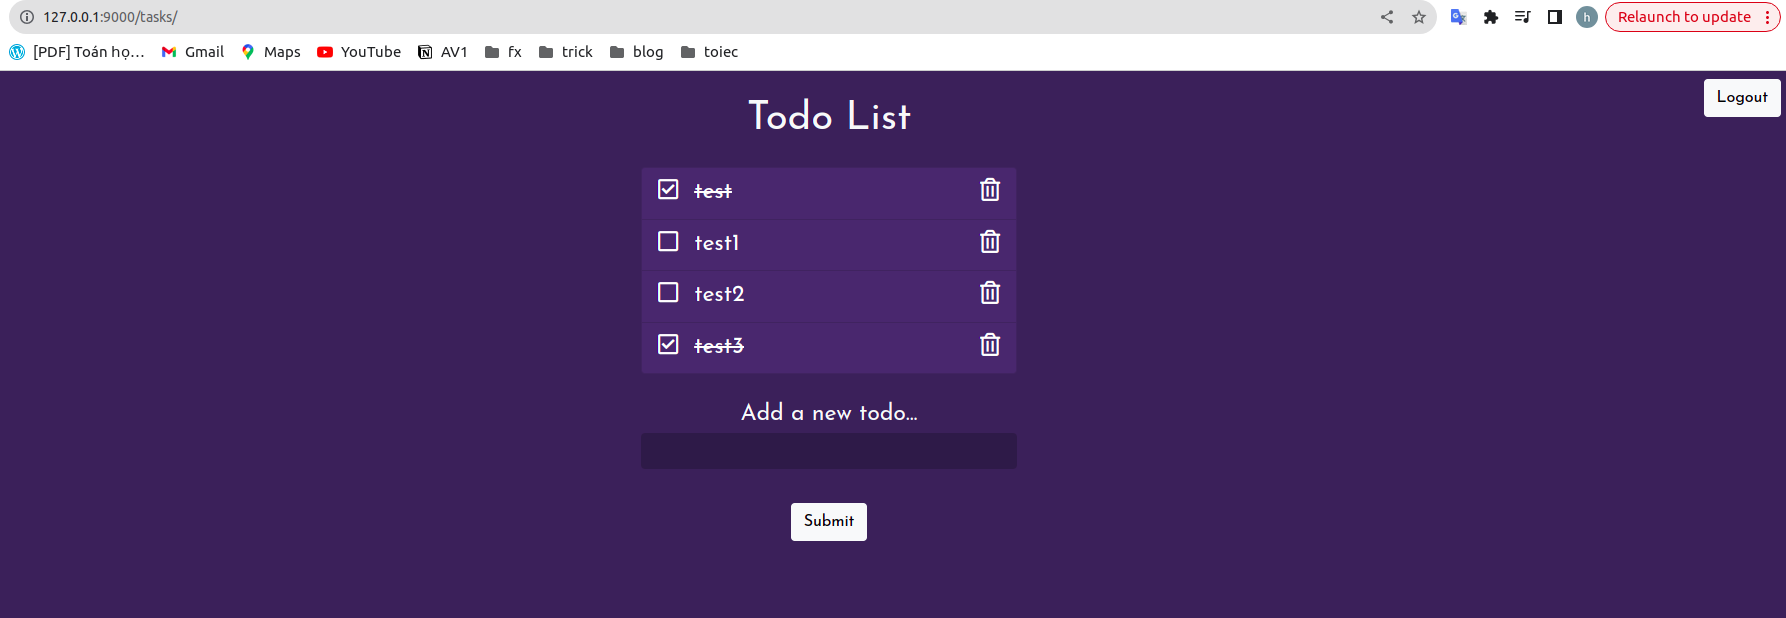 127.0.0.1:9000/tasks/
h
Relaunch to update
[PDF] Toán họ... Gmail Maps YouTube AV1 fx trick blog toiec
Logout
Todo List
test
test1
test2
test3
Add a new todo...
Submit